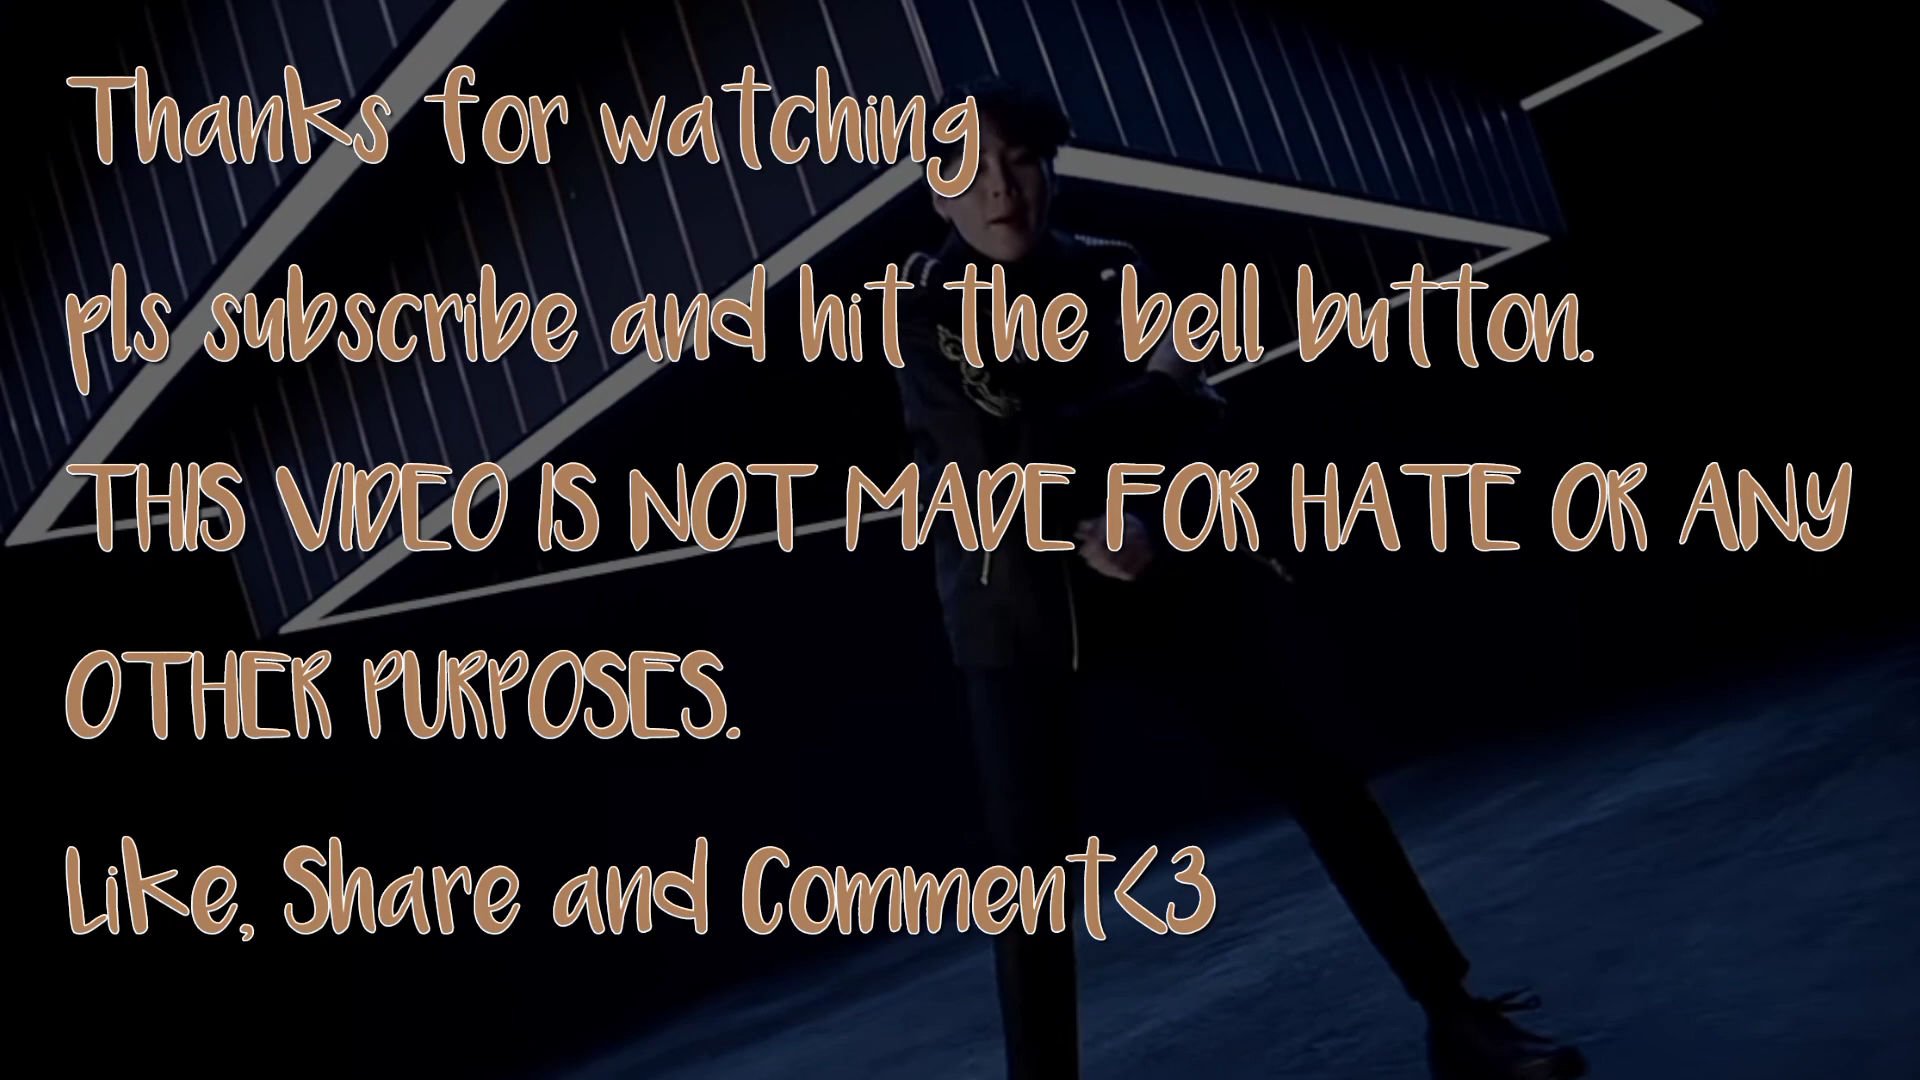 Thanks for watching
pls subscribe and hit the bell button.
THIS VIDEO IS NOT MADE FOR HATE OR ANY
OTHER PURPOSES.
Like, Share and Comment<3